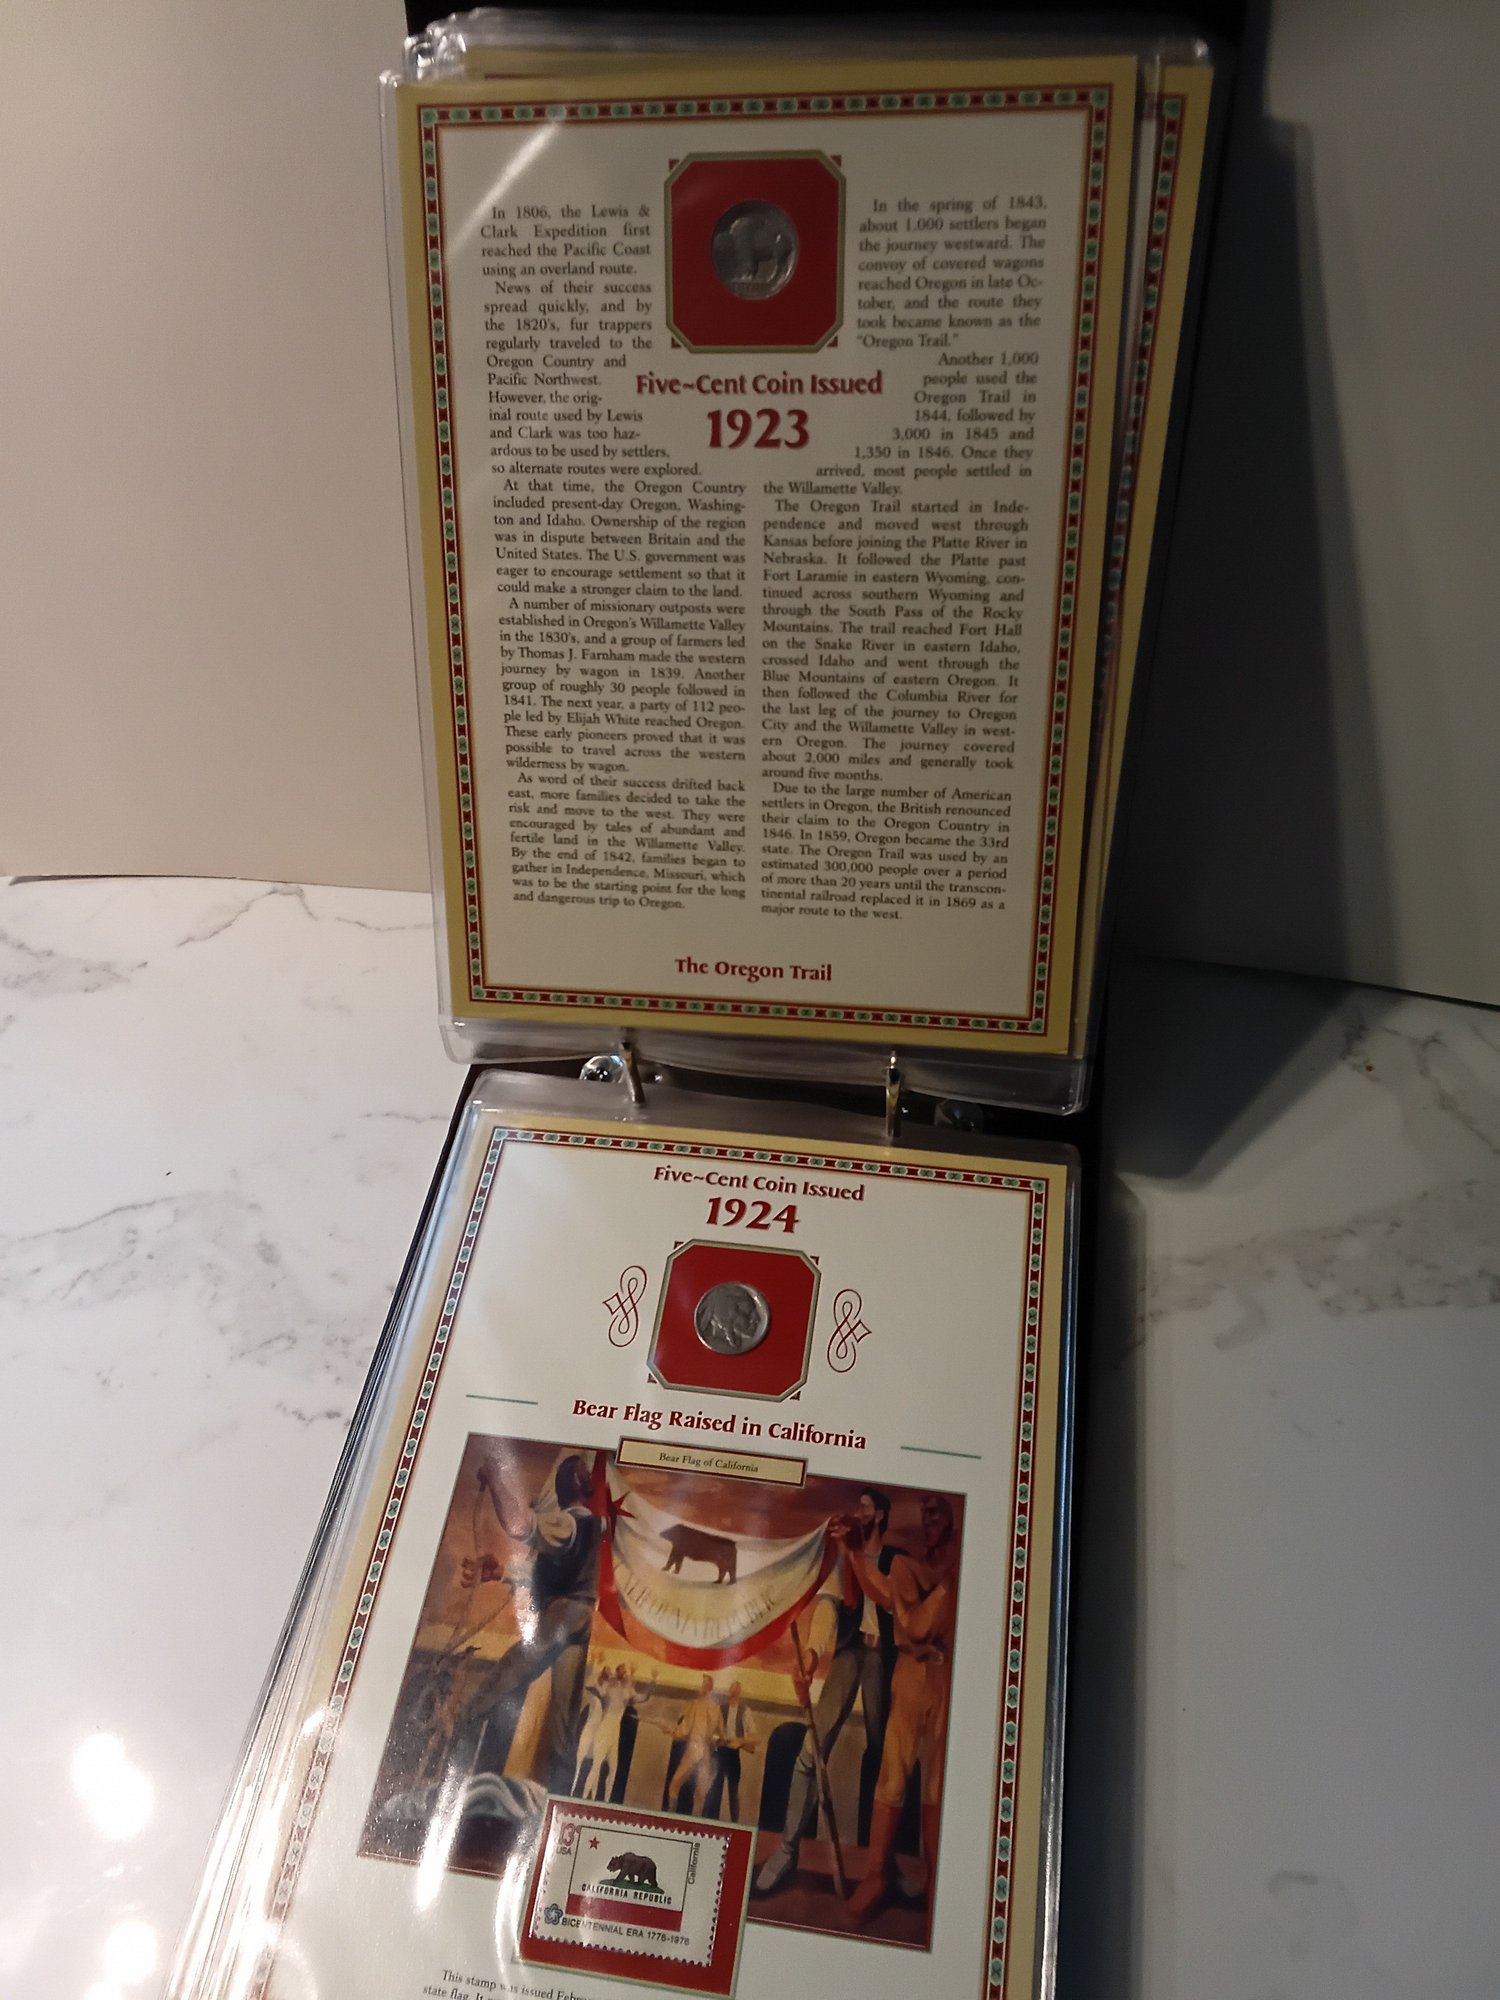 In 1806, the Lewis &
Clark Expedition first
reached the Pacific Coast
using an overland route.
News of their success
spread quickly, and by
the 1820's, fur trappers
regularly traveled to the
Oregon Country and
Pacific Northwest.
However, the orig-
inal route used by Lewis
and Clark was too haz-
ardous to be used by settlers,
so alternate routes were explored.
At that time, the Oregon Country
included present-day Oregon, Washing-
ton and Idaho. Ownership of the region
was in dispute between Britain and the
United States. The U.S. government was
eager to encourage settlement so that it
could make a stronger claim to the land.
A number of missionary outposts were
established in Oregon's Willamette Valley
in the 1830's, and a group of farmers led
by Thomas J. Farnham made the western
journey by wagon in 1839. Another
group of roughly 30 people followed in
1841. The next year, a party of 112 peo-
ple led by Elijah White reached Oregon.
These early pioneers proved that it was
possible to travel across the western
wilderness by wagon.
As word of their success drifted back
east, more families decided to take the
risk and move to the west. They were
encouraged by tales of abundant and
fertile land in the Willamette Valley.
By the end of 1842, families began to
gather in Independence, Missouri, which
was to be the starting point for the long
and dangerous trip to Oregon.
Five~Cent Coin Issued
1923
In the spring of 1843,
about 1,000 settlers began
the journey westward. The
convoy of covered wagons
reached Oregon in late Oc-
tober, and the route they
took became known as the
"Oregon Trail."
Another 1,000
people used the
Oregon Trail in
1844, followed by
3,000 in 1845 and
1,350 in 1846. Once they
arrived, most people settled in
the Willamette Valley.
The Oregon Trail started in Inde-
pendence and moved west through
Kansas before joining the Platte River in
Nebraska. It followed the Platte past
Fort Laramie in eastern Wyoming, con-
tinued across southern Wyoming and
through the South Pass of the Rocky
Mountains. The trail reached Fort Hall
on the Snake River in eastern Idaho,
crossed Idaho and went through the
Blue Mountains of eastern Oregon. It
then followed the Columbia River for
the last leg of the journey to Oregon
City and the Willamette Valley in west-
ern Oregon. The journey covered
about 2,000 miles and generally took
around five months.
Due to the large number of American
settlers in Oregon, the British renounced
their claim to the Oregon Country in
1846. In 1859, Oregon became the 33rd
state. The Oregon Trail was used by an
estimated 300,000 people over a period
of more than 20 years until the transcon-
tinental railroad replaced it in 1869 as a
major route to the west.
The Oregon Trail
Five~Cent Coin Issued
1924
Bear Flag Raised in California
Bear Flag of California
CALIFORNIA REPUBLIC
13c
USA
California
CALIFORNIA REPUBLIC
BICENTENNIAL ERA 1776-1976
This stamp was issued
state flag. It